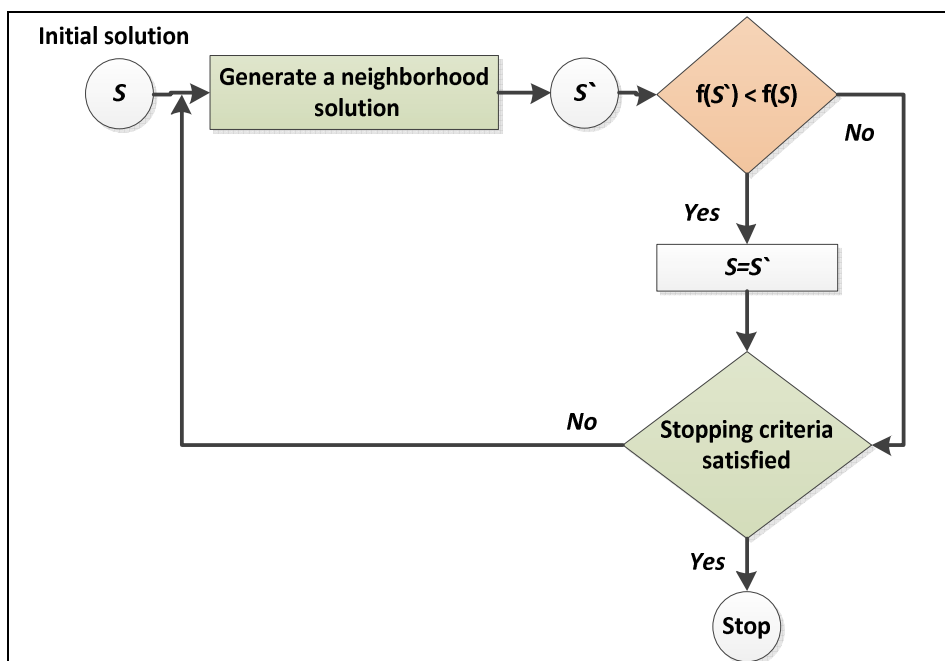 Initial solution
S
Generate a neighborhood
solution
S`
f(S`) < f(S)
No
Yes
S=S`
No
Stopping criteria
satisfied
Yes
Stop